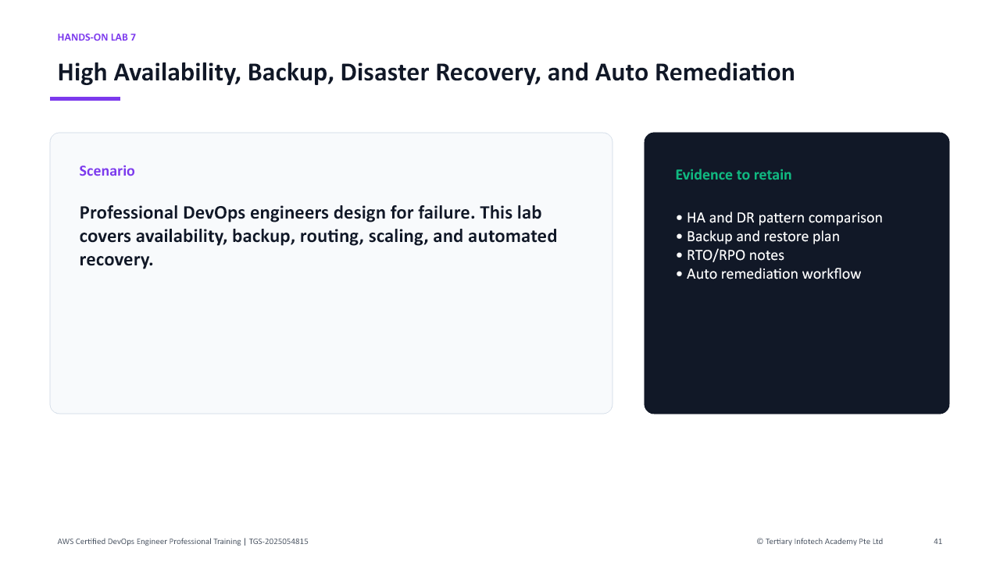 HANDS-ON LAB 7
High Availability, Backup, Disaster Recovery, and Auto Remediation
Scenario
Professional DevOps engineers design for failure. This lab
covers availability, backup, routing, scaling, and automated
recovery.
Evidence to retain
• HA and DR pattern comparison
• Backup and restore plan
• RTO/RPO notes
• Auto remediation workflow
AWS Certified DevOps Engineer Professional Training | TGS-2025054815
© Tertiary Infotech Academy Pte Ltd
41